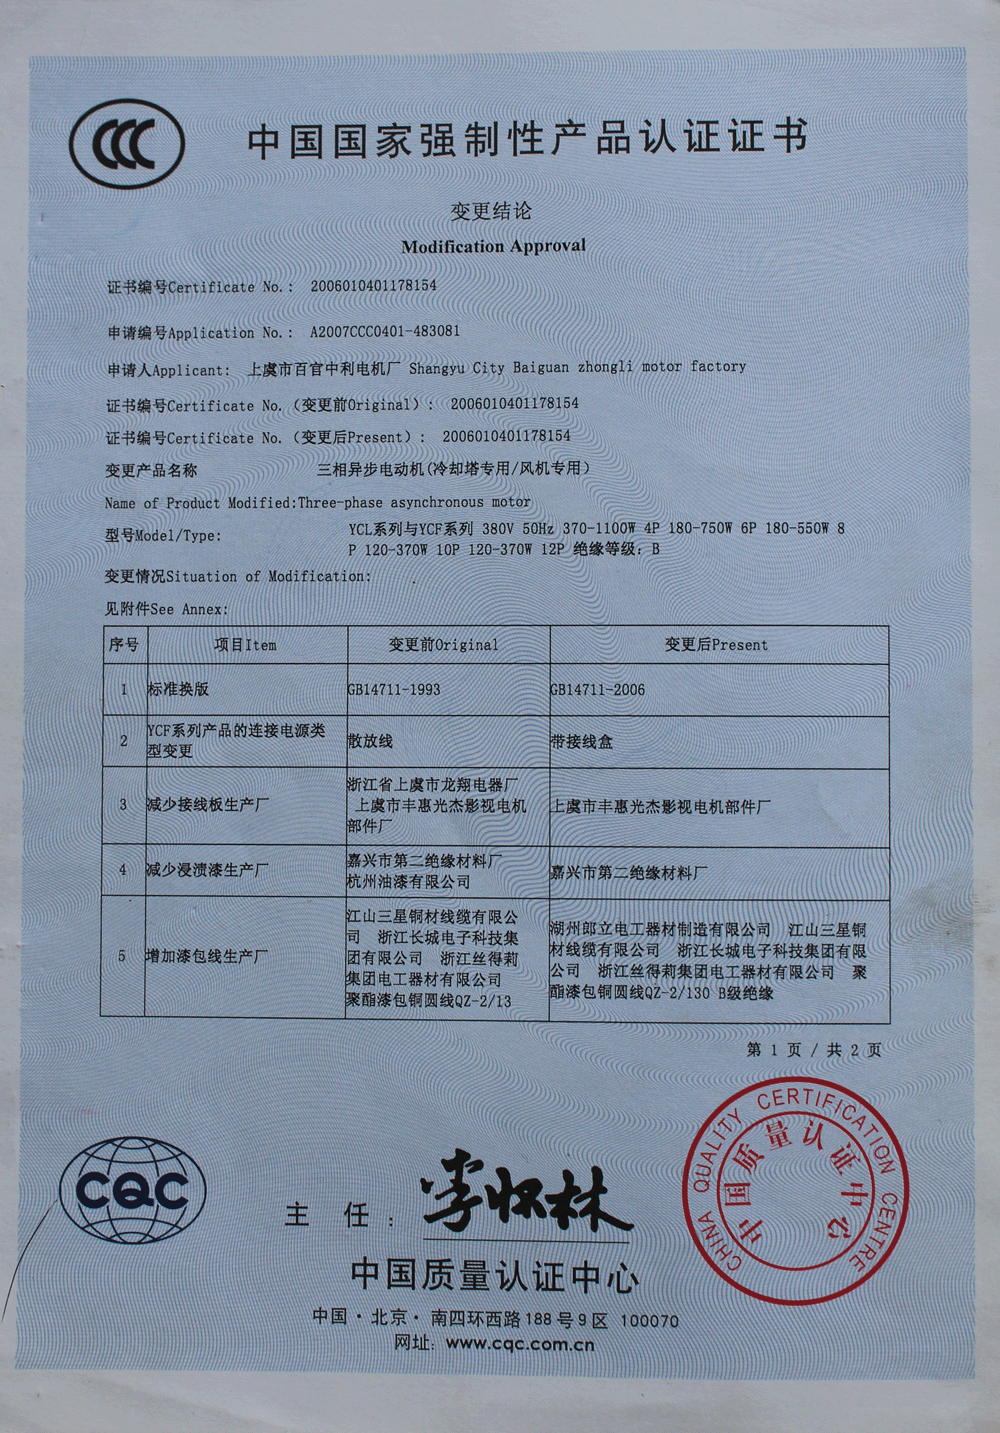 CCC
中国国家强制性产品认证证书
变更结论
Modification Approval
证书编号Certificate No.: 2006010401178154
申请编号Application No.: A2007CCC0401-483081
申请人Applicant: 上虞市百官中利电机厂 Shangyu City Baiguan zhongli motor factory
证书编号Certificate No.（变更前Original）: 2006010401178154
证书编号Certificate No.（变更后Present）: 2006010401178154
变更产品名称 三相异步电动机(冷却塔专用/风机专用)
Name of Product Modified:Three-phase asynchronous motor
型号Model/Type: YCL系列与YCF系列 380V 50Hz 370-1100W 4P 180-750W 6P 180-550W 8
P 120-370W 10P 120-370W 12P 绝缘等级：B
变更情况Situation of Modification:
见附件See Annex:
序号 项目Item 变更前Original 变更后Present
1 标准换版 GB14711-1993 GB14711-2006
2 YCF系列产品的连接电源类
型变更 散放线 带接线盒
3 减少接线板生产厂 浙江省上虞市龙翔电器厂
上虞市丰惠光杰影视电机
部件厂 上虞市丰惠光杰影视电机部件厂
4 减少浸渍漆生产厂 嘉兴市第二绝缘材料厂
杭州油漆有限公司 嘉兴市第二绝缘材料厂
5 增加漆包线生产厂
江山三星铜材线缆有限公
司 浙江长城电子科技集
团有限公司 浙江丝得莉
集团电工器材有限公司
聚酯漆包铜圆线QZ-2/13
湖州郎立电工器材制造有限公司 江山三星铜
材线缆有限公司 浙江长城电子科技集团有限
公司 浙江丝得莉集团电工器材有限公司 聚
酯漆包铜圆线QZ-2/130 B级绝缘
第 1 页 / 共 2 页
CHINA QUALITY CERTIFICATION CENTRE
中国质量认证中心
CQC
主 任： 李怀林
中国质量认证中心
中国·北京·南四环西路188号9区 100070
网址：www.cqc.com.cn